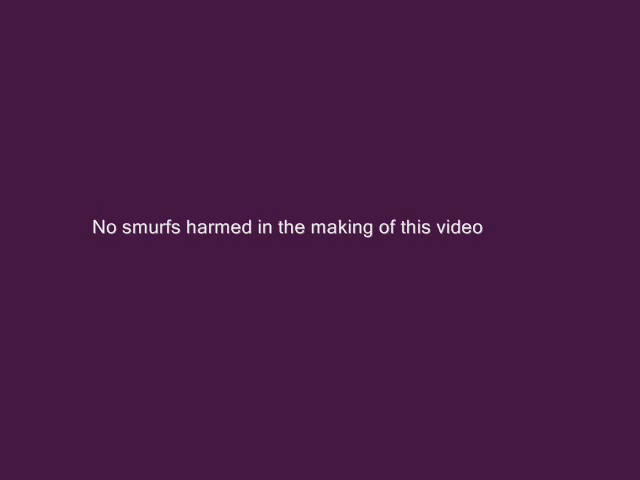 No smurfs harmed in the making of this video